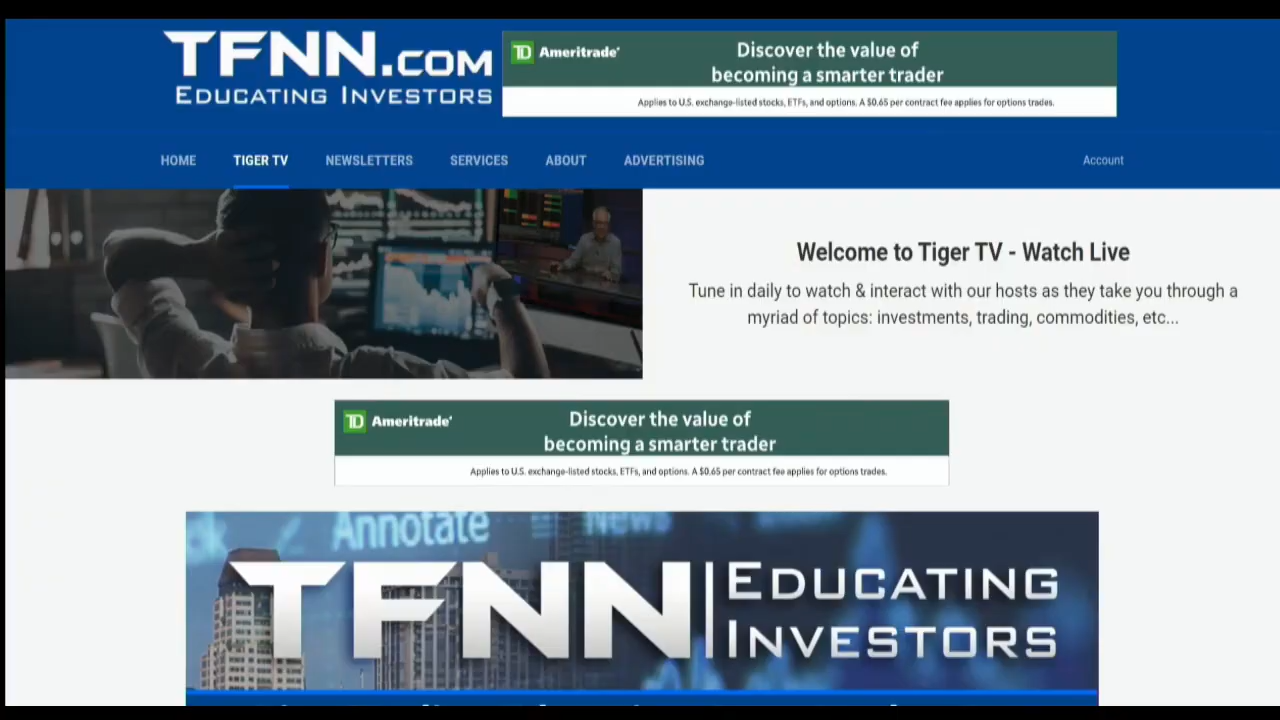 TFNN.COM
EDUCATING INVESTORS
TD Ameritrade
Discover the value of
becoming a smarter trader
Applies to U.S. exchange-listed stocks, ETFs, and options. A $0.65 per contract fee applies for options trades.
HOME TIGER TV NEWSLETTERS SERVICES ABOUT ADVERTISING Account
Welcome to Tiger TV - Watch Live
Tune in daily to watch & interact with our hosts as they take you through a
myriad of topics: investments, trading, commodities, etc...
TD Ameritrade
Discover the value of
becoming a smarter trader
Applies to U.S. exchange-listed stocks, ETFs, and options. A $0.65 per contract fee applies for options trades.
Annotate News
TFNN EDUCATING
INVESTORS